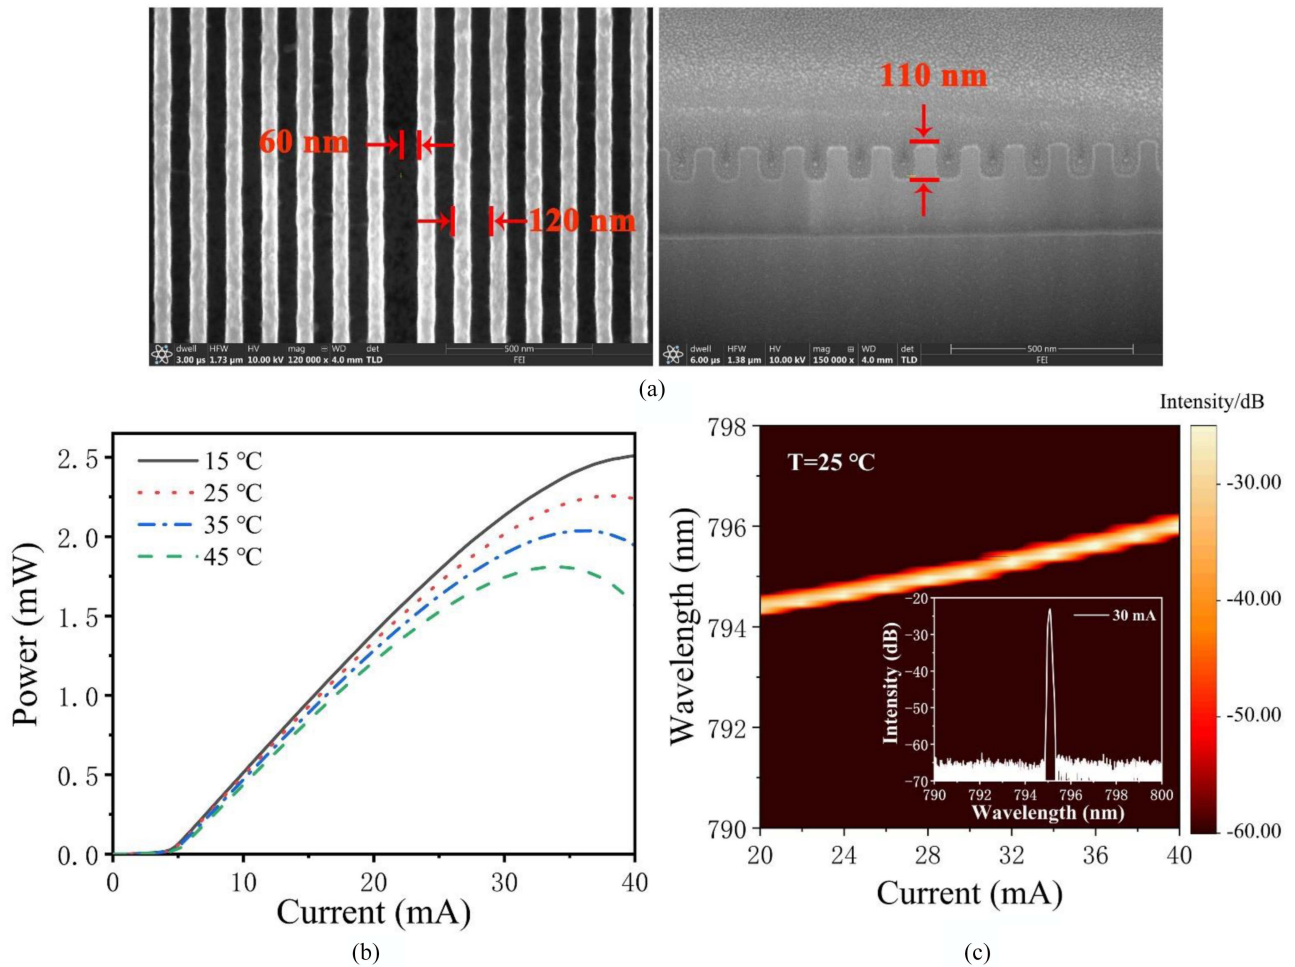 60 nm
120 nm
110 nm
dwell HFW HV mag WD det 500 nm
3.00 µs 1.73 µm 10.00 kV 120 000 x 4.0 mm TLD FEI
dwell HFW HV mag WD det 500 nm
6.00 µs 1.38 µm 10.00 kV 150 000 x 4.0 mm TLD FEI
(a)
Power (mW)
2.5
2.0
1.5
1.0
0.5
0.0
15 ℃
25 ℃
35 ℃
45 ℃
0 10 20 30 40
Current (mA)
(b)
Intensity/dB
Wavelength (nm)
798
796
794
792
790
T=25 ℃
-30.00
-40.00
-50.00
-60.00
Intensity (dB)
-20
-30
-40
-50
-60
-70
30 mA
790 792 794 796 798 800
Wavelength (nm)
20 24 28 32 36 40
Current (mA)
(c)